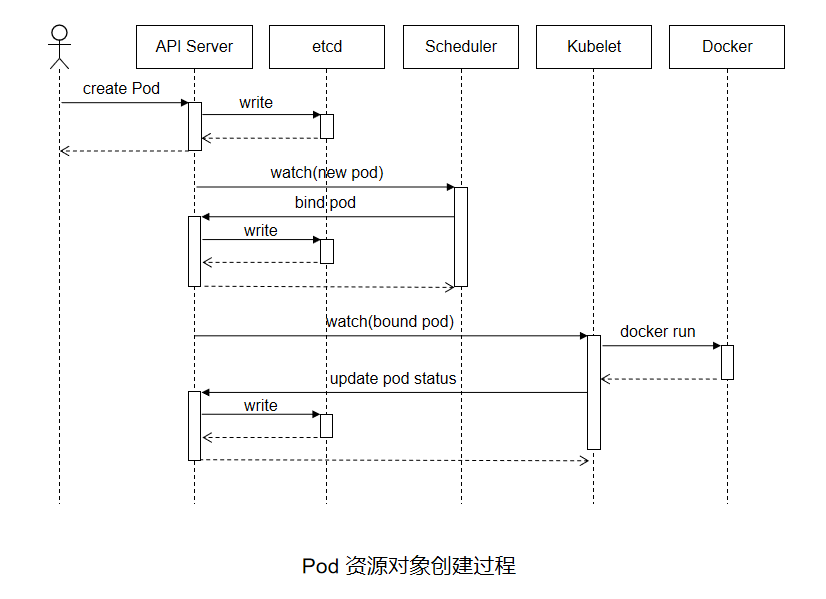 API Server
etcd
Scheduler
Kubelet
Docker
create Pod
write
watch(new pod)
bind pod
write
watch(bound pod)
docker run
update pod status
write
Pod 资源对象创建过程